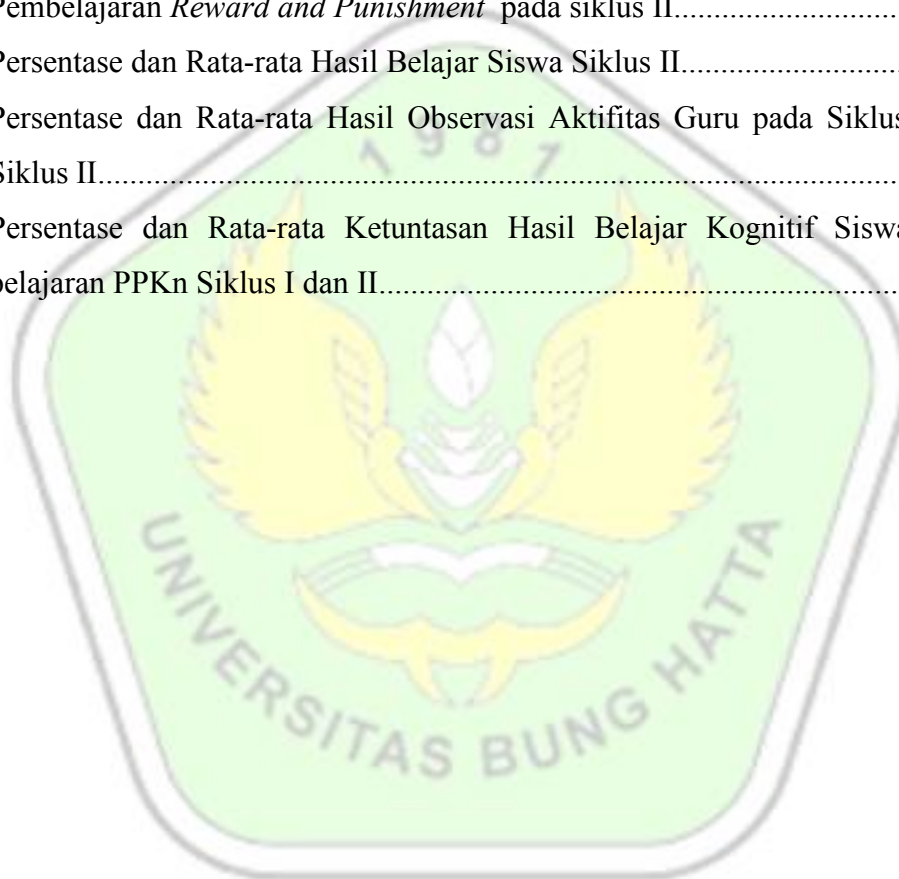 Pembelajaran Reward and Punishment pada siklus II..........................
Persentase dan Rata-rata Hasil Belajar Siswa Siklus II..........................
Persentase dan Rata-rata Hasil Observasi Aktifitas Guru pada Siklus
Siklus II.....................................................................................................
Persentase dan Rata-rata Ketuntasan Hasil Belajar Kognitif Siswa
belajaran PPKn Siklus I dan II.................................................................
1981
UNIVERSITAS BUNG HATTA